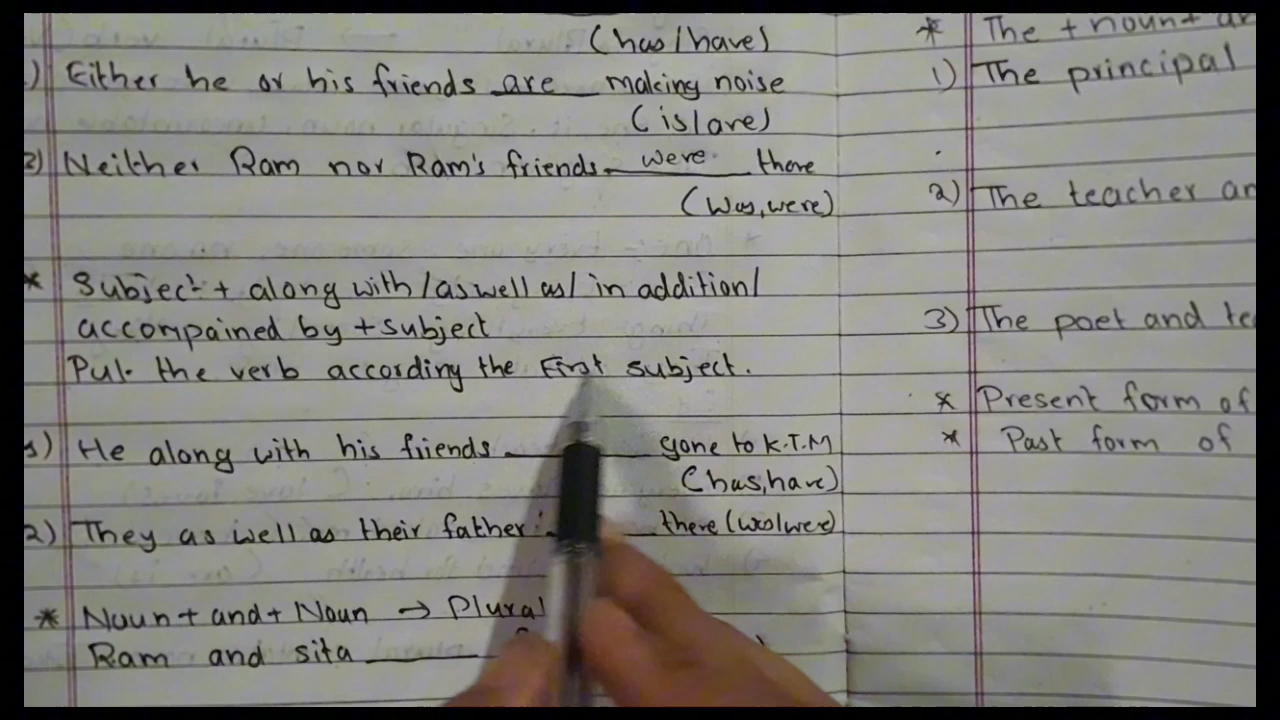 (has/have)
) Either he or his friends are making noise
(is/are)
2) Neither Ram nor Ram's friends were there
(was, were)
* Subject + along with/as well as/ in addition/
accompained by + subject
Put the verb according the First subject.
1) He along with his friends ____ gone to K.T.M
(has, have)
2) They as well as their father ____ there (was/were)
* Noun + and + Noun → Plural
Ram and sita ____
* The + noun +
1) The principal
2) The teacher
3) The poet and
* Present form of
* Past form of